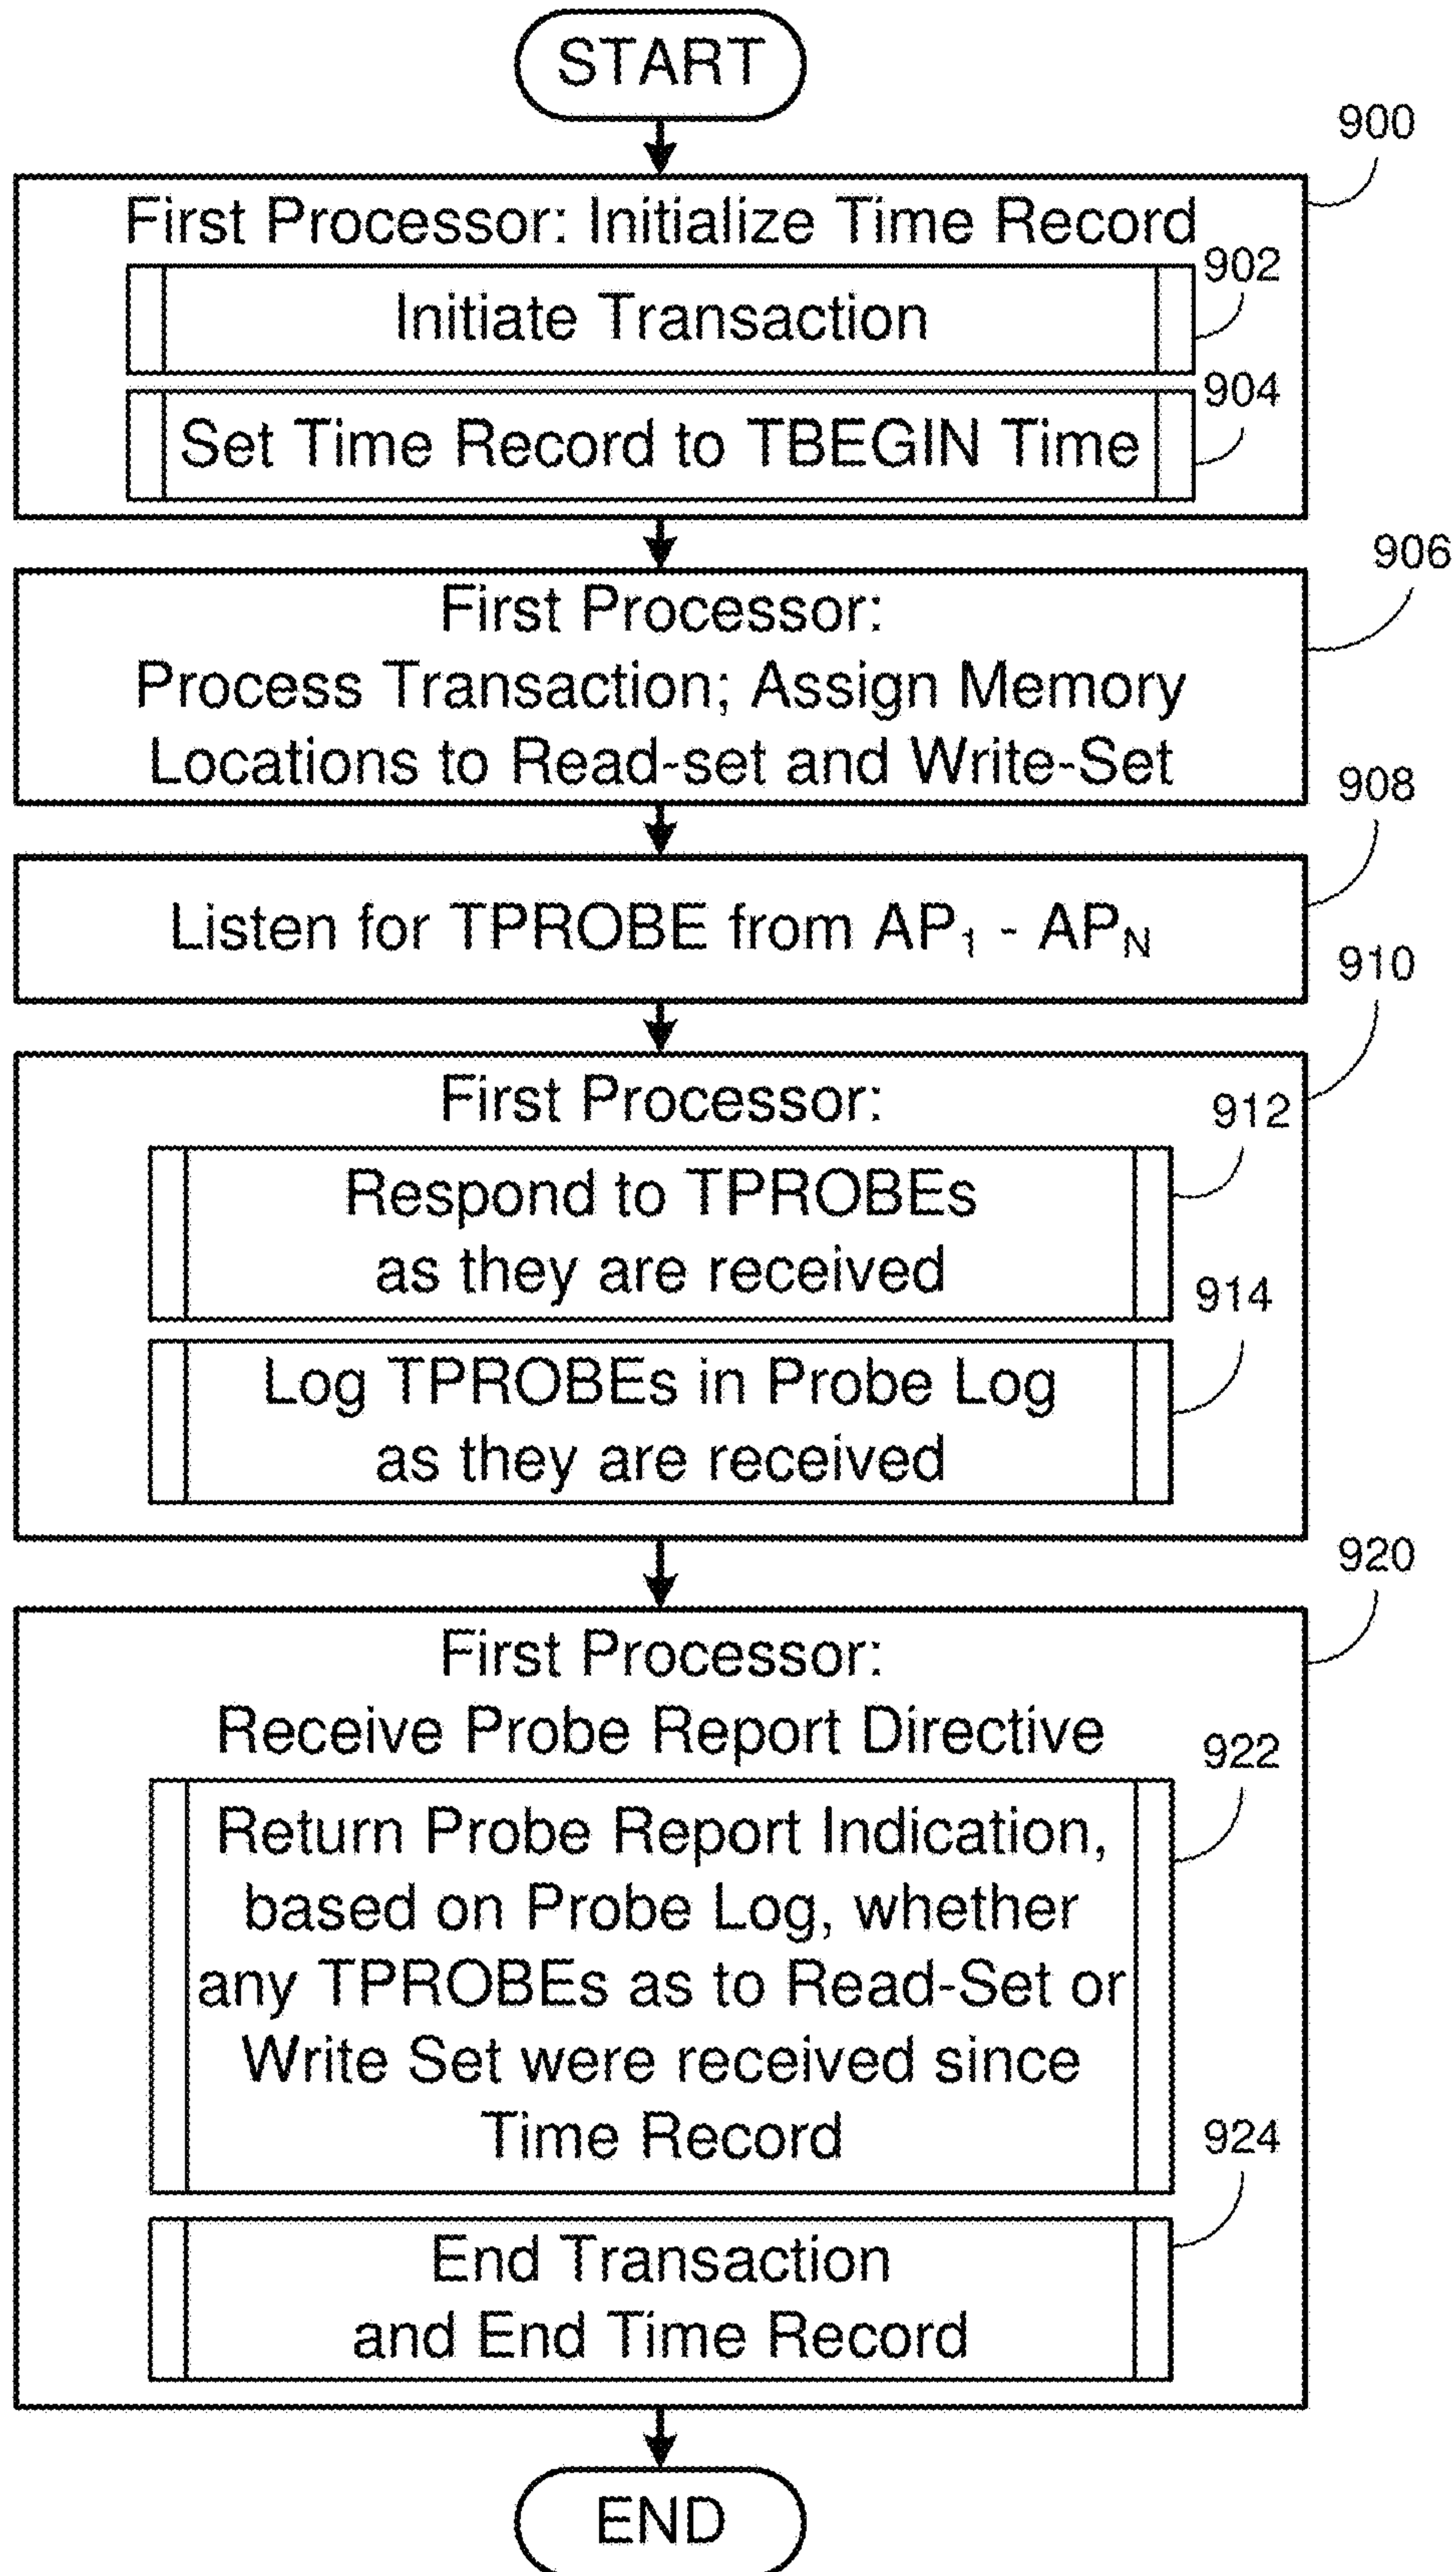 START
900
First Processor: Initialize Time Record
902
Initiate Transaction
904
Set Time Record to TBEGIN Time
906
First Processor:
Process Transaction; Assign Memory
Locations to Read-set and Write-Set
908
Listen for TPROBE from AP₁ - APN
910
First Processor:
912
Respond to TPROBEs
as they are received
914
Log TPROBEs in Probe Log
as they are received
920
First Processor:
Receive Probe Report Directive
922
Return Probe Report Indication,
based on Probe Log, whether
any TPROBEs as to Read-Set or
Write Set were received since
Time Record
924
End Transaction
and End Time Record
END